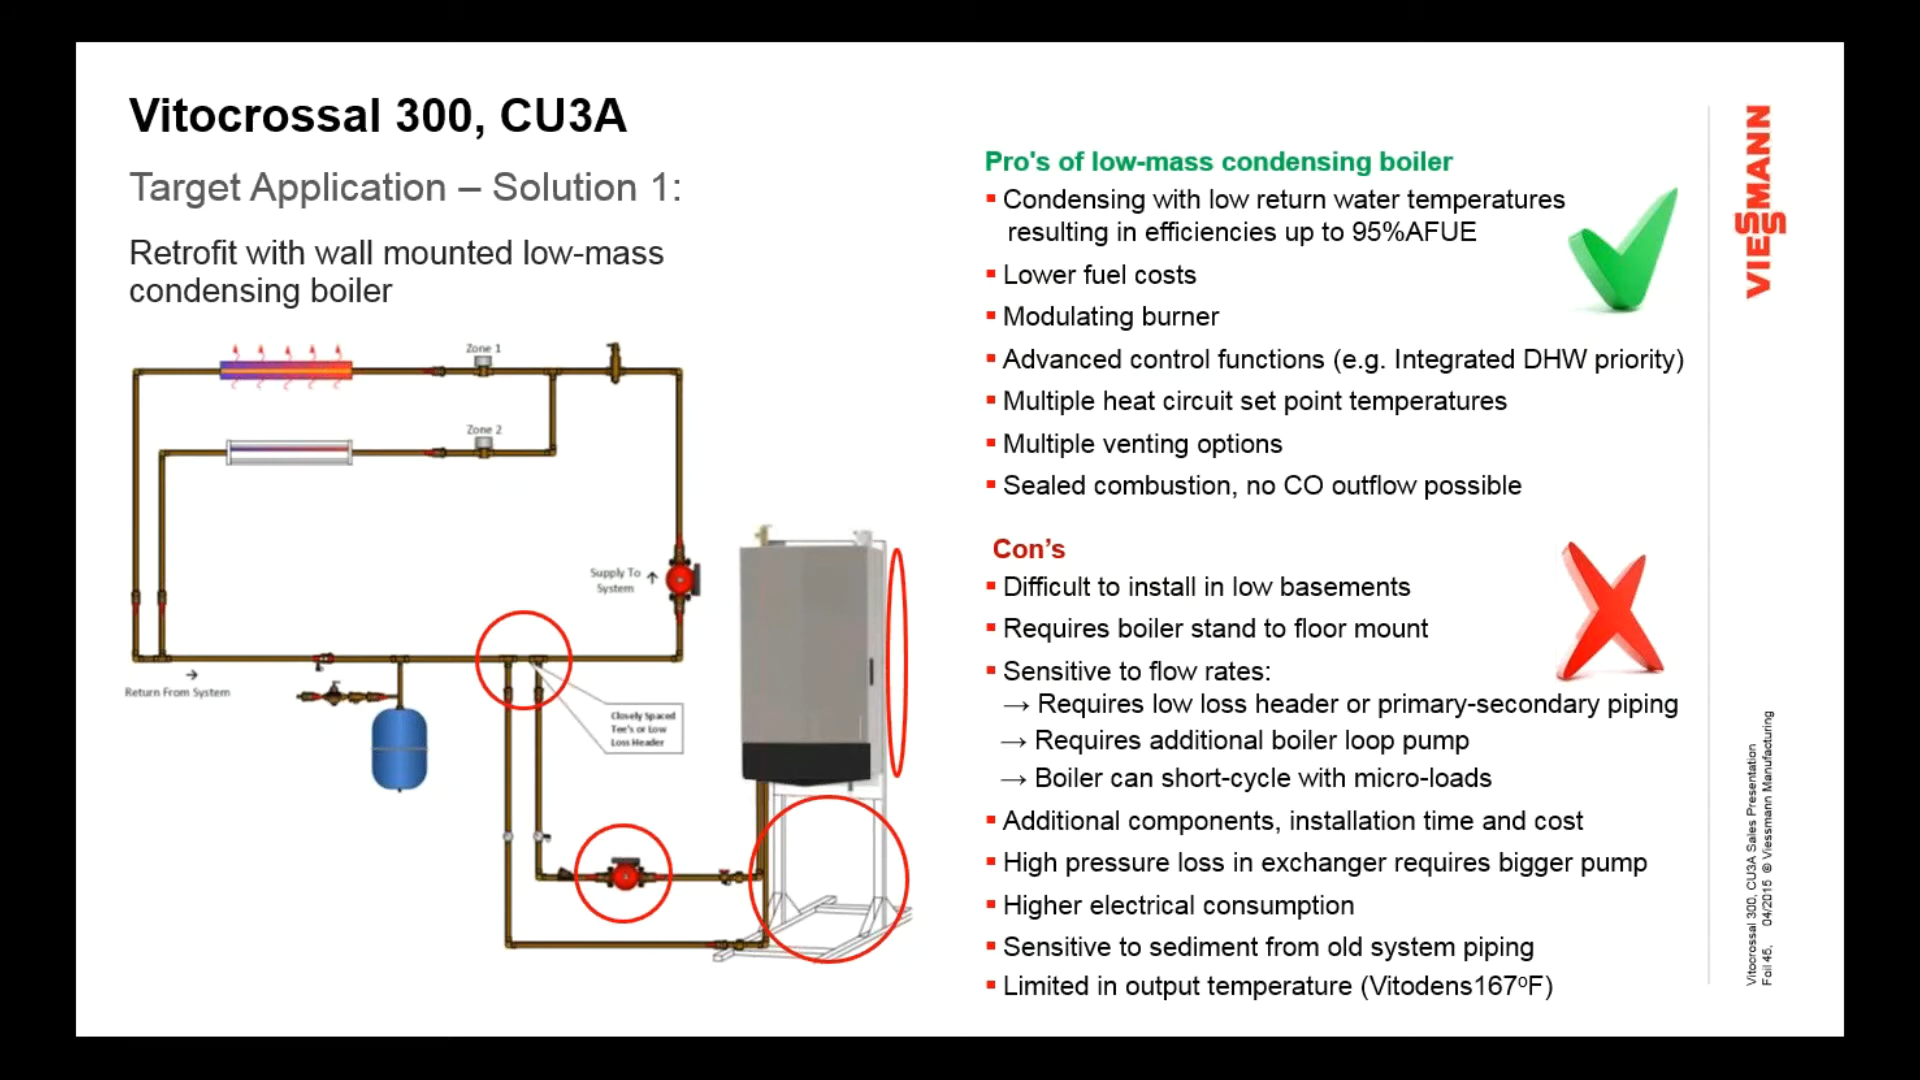 Vitocrossal 300, CU3A
Target Application – Solution 1:
Retrofit with wall mounted low-mass
condensing boiler
Zone 1
Zone 2
Supply To
System
Return From System
Closely Spaced
Tee's or Low
Loss Header
Pro's of low-mass condensing boiler
▪ Condensing with low return water temperatures
resulting in efficiencies up to 95%AFUE
▪ Lower fuel costs
▪ Modulating burner
▪ Advanced control functions (e.g. Integrated DHW priority)
▪ Multiple heat circuit set point temperatures
▪ Multiple venting options
▪ Sealed combustion, no CO outflow possible
Con’s
▪ Difficult to install in low basements
▪ Requires boiler stand to floor mount
▪ Sensitive to flow rates:
→ Requires low loss header or primary-secondary piping
→ Requires additional boiler loop pump
→ Boiler can short-cycle with micro-loads
▪ Additional components, installation time and cost
▪ High pressure loss in exchanger requires bigger pump
▪ Higher electrical consumption
▪ Sensitive to sediment from old system piping
▪ Limited in output temperature (Vitodens167ºF)
VIESSMANN
Vitocrossal 300, CU3A Sales Presentation
Foil 45, 04/2015 © Viessmann Manufacturing